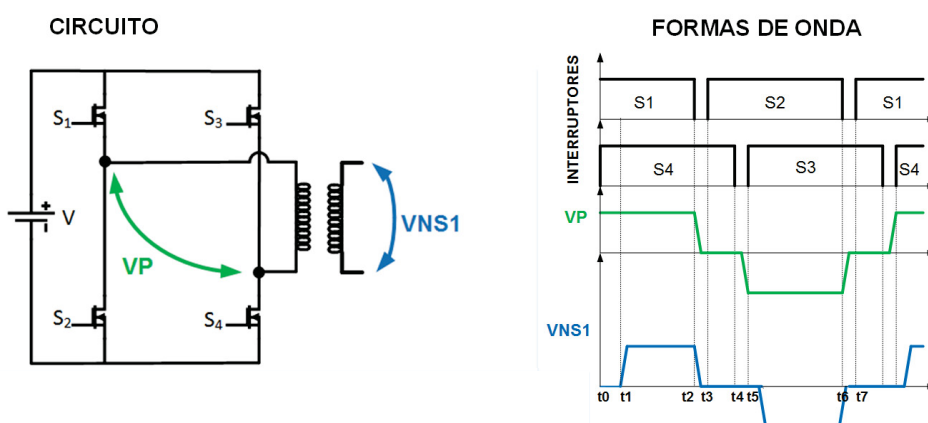 CIRCUITO
S1
S3
+
V
VP
VNS1
S2
S4
FORMAS DE ONDA
INTERRUPTORES
S1
S2
S1
S4
S3
S4
VP
VNS1
t0 t1 t2 t3 t4 t5 t6 t7